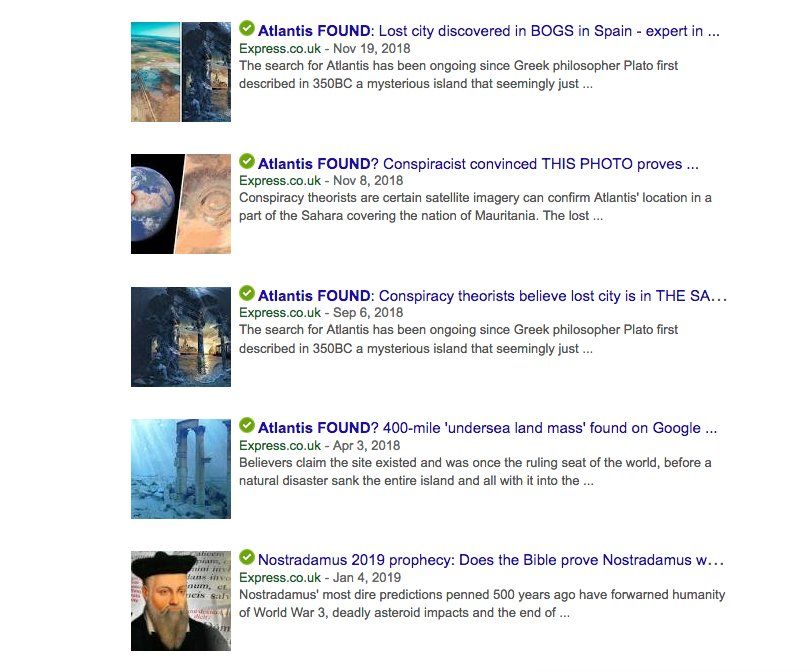 Atlantis FOUND: Lost city discovered in BOGS in Spain - expert in ...
Express.co.uk - Nov 19, 2018
The search for Atlantis has been ongoing since Greek philosopher Plato first
described in 350BC a mysterious island that seemingly just ...
Atlantis FOUND? Conspiracist convinced THIS PHOTO proves ...
Express.co.uk - Nov 8, 2018
Conspiracy theorists are certain satellite imagery can confirm Atlantis' location in a
part of the Sahara covering the nation of Mauritania. The lost ...
Atlantis FOUND: Conspiracy theorists believe lost city is in THE SA...
Express.co.uk - Sep 6, 2018
The search for Atlantis has been ongoing since Greek philosopher Plato first
described in 350BC a mysterious island that seemingly just ...
Atlantis FOUND? 400-mile 'undersea land mass' found on Google ...
Express.co.uk - Apr 3, 2018
Believers claim the site existed and was once the ruling seat of the world, before a
natural disaster sank the entire island and all with it into the ...
Nostradamus 2019 prophecy: Does the Bible prove Nostradamus w...
Express.co.uk - Jan 4, 2019
Nostradamus' most dire predictions penned 500 years ago have forwarned humanity
of World War 3, deadly asteroid impacts and the end of ...